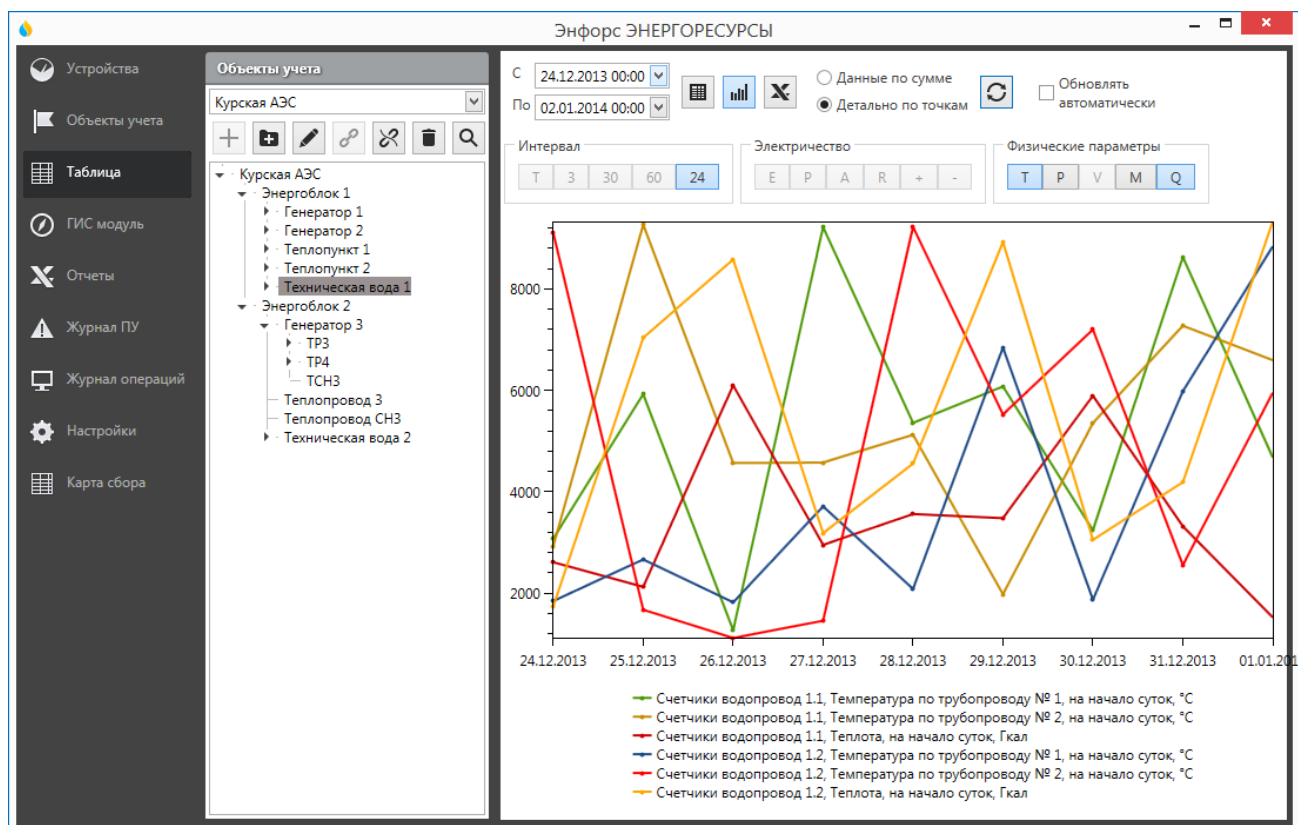 Энфорс ЭНЕРГОРЕСУРСЫ
Устройства
Объекты учета
Таблица
ГИС модуль
Отчеты
Журнал ПУ
Журнал операций
Настройки
Карта сбора
Объекты учета
Курская АЭС
Курская АЭС
Энергоблок 1
Генератор 1
Генератор 2
Теплопункт 1
Теплопункт 2
Техническая вода 1
Энергоблок 2
Генератор 3
ТР3
ТР4
ТСН3
Теплопровод 3
Теплопровод СН3
Техническая вода 2
С 24.12.2013 00:00
По 02.01.2014 00:00
Данные по сумме
Детально по точкам
Обновлять
автоматически
Интервал
T 3 30 60 24
Электричество
E P A R + -
Физические параметры
T P V M Q
8000
6000
4000
2000
24.12.2013 25.12.2013 26.12.2013 27.12.2013 28.12.2013 29.12.2013 30.12.2013 31.12.2013 01.01.201
Счетчики водопровод 1.1, Температура по трубопроводу № 1, на начало суток, °C
Счетчики водопровод 1.1, Температура по трубопроводу № 2, на начало суток, °C
Счетчики водопровод 1.1, Теплота, на начало суток, Гкал
Счетчики водопровод 1.2, Температура по трубопроводу № 1, на начало суток, °C
Счетчики водопровод 1.2, Температура по трубопроводу № 2, на начало суток, °C
Счетчики водопровод 1.2, Теплота, на начало суток, Гкал